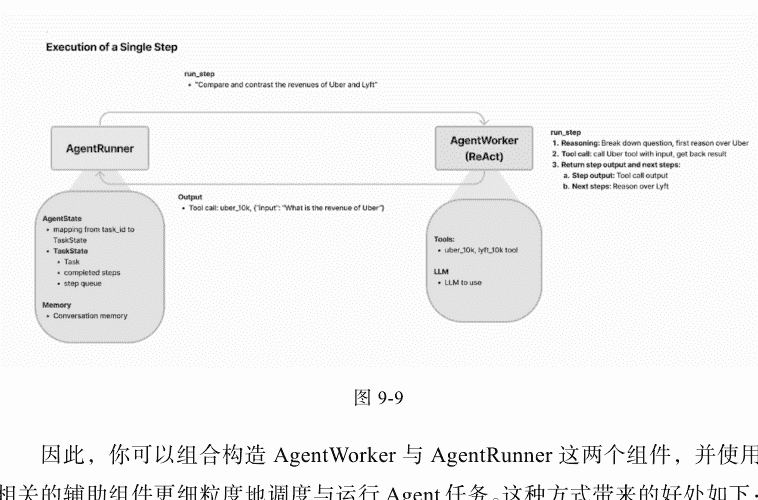 Execution of a Single Step
run_step
• "Compare and contrast the revenues of Uber and Lyft"
AgentRunner
AgentWorker
(ReAct)
run_step
1. Reasoning: Break down question, first reason over Uber
2. Tool call: call Uber tool with input, get back result
3. Return step output and next steps:
a. Step output: Tool call output
b. Next steps: Reason over Lyft
Output
• Tool call: uber_10k, {"input": "What is the revenue of Uber"}
AgentState
• mapping from task_id to
TaskState
• TaskState
• Task
• completed steps
• step queue
Memory
• Conversation memory
Tools:
• uber_10k, lyft_10k tool
LLM
• LLM to use
图 9-9
因此，你可以组合构造 AgentWorker 与 AgentRunner 这两个组件，并使用
相关的辅助组件更细粒度地调度与运行 Agent 任务。这种方式带来的好处如下：